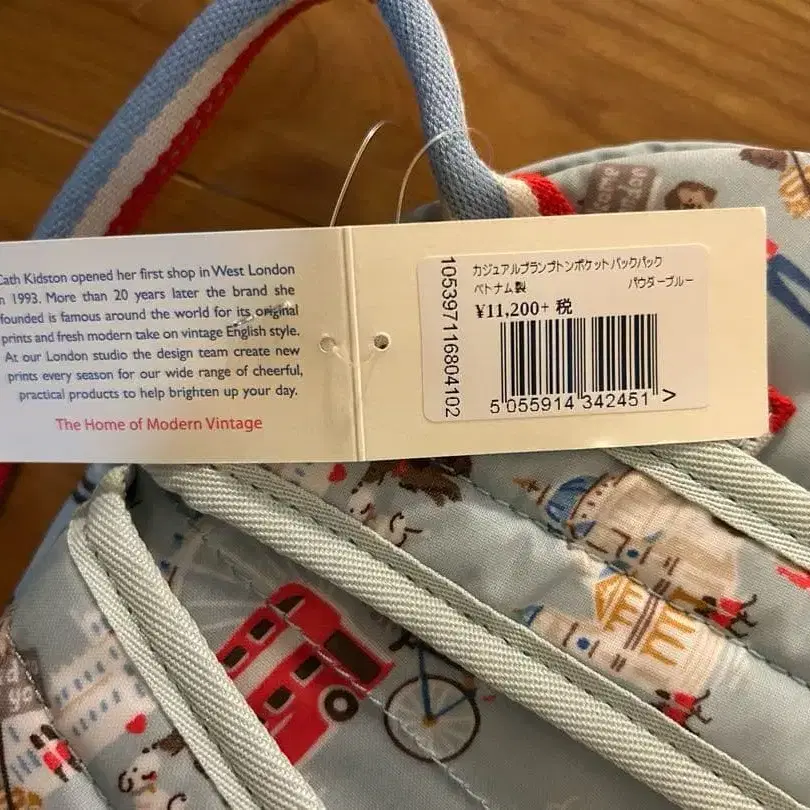 Cath Kidston opened her first shop in West London
in 1993. More than 20 years later the brand she
founded is famous around the world for its original
prints and fresh modern take on vintage English style.
At our London studio the design team create new
prints every season for our wide range of cheerful,
practical products to help brighten up your day.
The Home of Modern Vintage
105397116804102
カジュアルブランプトンポケットバックパック
ベトナム製 パウダーブルー
¥11,200+ 税
5 055914 342451 >